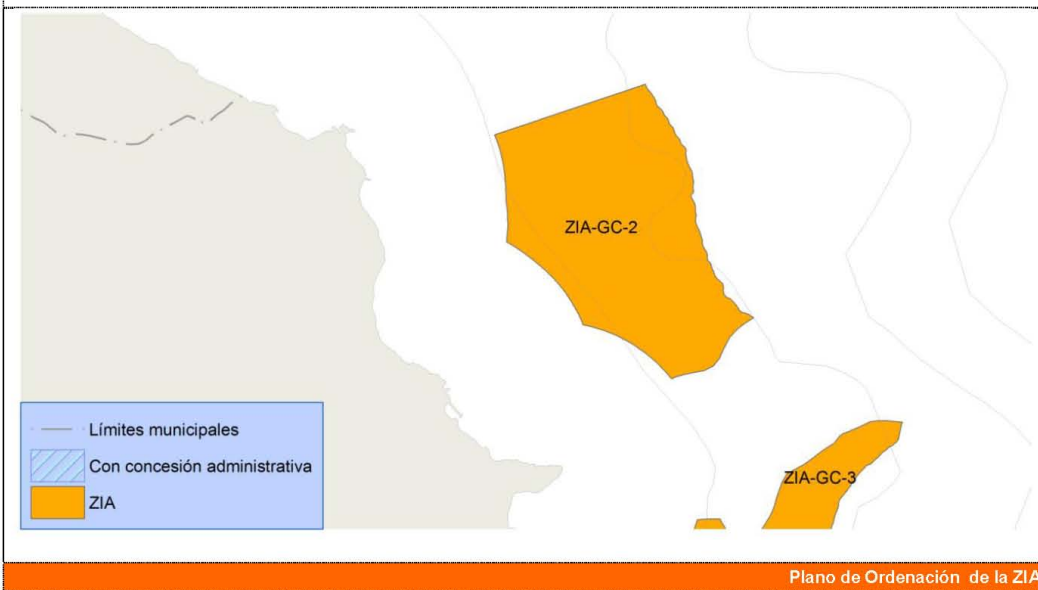 ZIA-GC-2
ZIA-GC-3
Límites municipales
Con concesión administrativa
ZIA
Plano de Ordenación de la ZIA